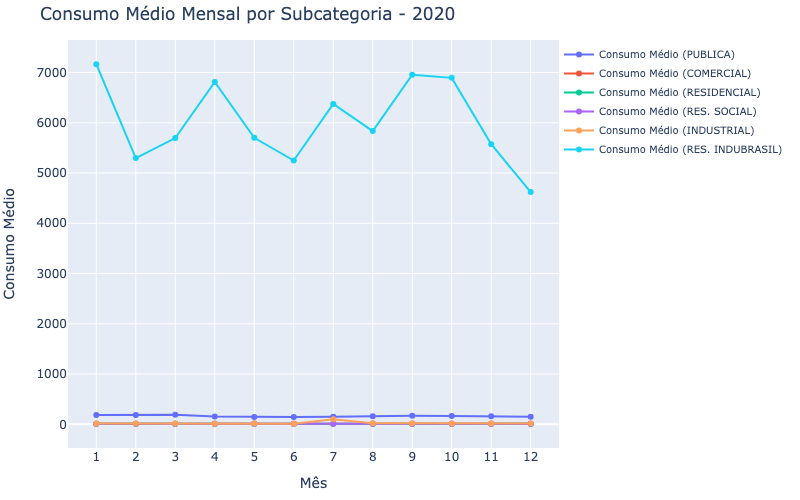 Consumo Médio Mensal por Subcategoria - 2020
Consumo Médio (PUBLICA)
Consumo Médio (COMERCIAL)
Consumo Médio (RESIDENCIAL)
Consumo Médio (RES. SOCIAL)
Consumo Médio (INDUSTRIAL)
Consumo Médio (RES. INDUBRASIL)
Consumo Médio
7000
6000
5000
4000
3000
2000
1000
0
1 2 3 4 5 6 7 8 9 10 11 12
Mês